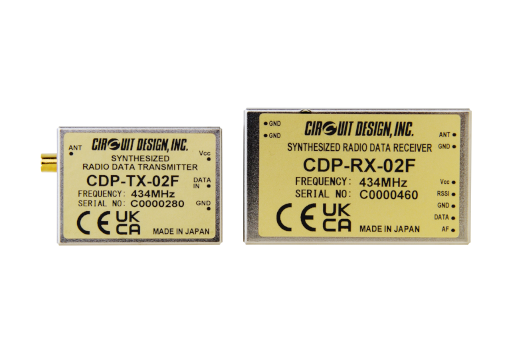 CIRCUIT DESIGN, INC.
ANT
Vcc
SYNTHESIZED
RADIO DATA TRANSMITTER
CDP-TX-02F
DATA
IN
FREQUENCY: 434MHz
SERIAL NO: C0000280
GND
CE UK
CA
MADE IN JAPAN
GND
GND
CIRCUIT DESIGN, INC.
ANT
SYNTHESIZED RADIO DATA RECEIVER
GND
CDP-RX-02F
FREQUENCY: 434MHz
Vcc
SERIAL NO: C0000460
RSSI
GND
CE UK
CA
DATA
MADE IN JAPAN
AF